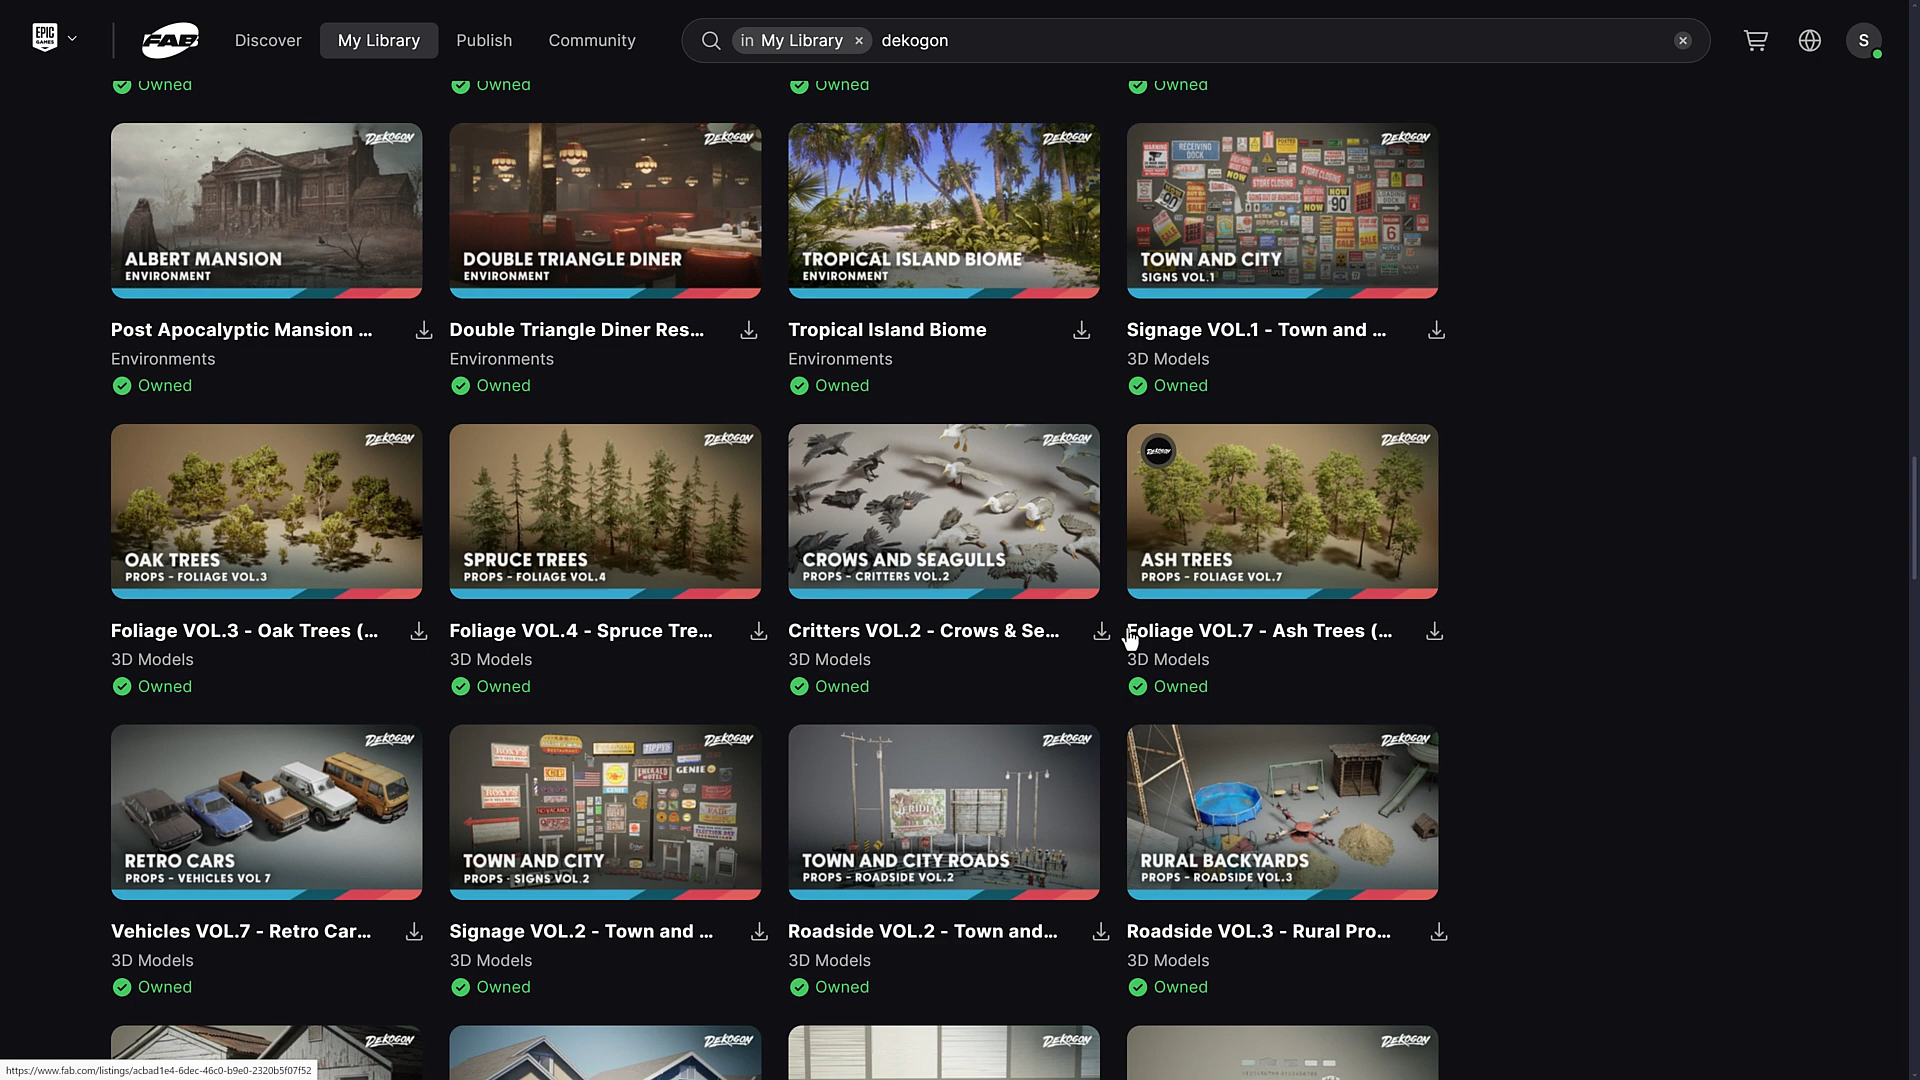 EPIC GAMES
FAB
Discover
My Library
Publish
Community
in My Library × dekogon
S
Owned
Owned
Owned
Owned
DEKOGON
ALBERT MANSION
ENVIRONMENT
DEKOGON
DOUBLE TRIANGLE DINER
ENVIRONMENT
DEKOGON
TROPICAL ISLAND BIOME
ENVIRONMENT
DEKOGON
RECEIVING DOCK
STORE CLOSING
TOWN AND CITY
SIGNS VOL.1
Post Apocalyptic Mansion ...
Environments
Owned
Double Triangle Diner Res...
Environments
Owned
Tropical Island Biome
Environments
Owned
Signage VOL.1 - Town and ...
3D Models
Owned
DEKOGON
OAK TREES
PROPS - FOLIAGE VOL.3
DEKOGON
SPRUCE TREES
PROPS - FOLIAGE VOL.4
DEKOGON
CROWS AND SEAGULLS
PROPS - CRITTERS VOL.2
DEKOGON
ASH TREES
PROPS - FOLIAGE VOL.7
Foliage VOL.3 - Oak Trees (...
3D Models
Owned
Foliage VOL.4 - Spruce Tre...
3D Models
Owned
Critters VOL.2 - Crows & Se...
3D Models
Owned
Foliage VOL.7 - Ash Trees (...
3D Models
Owned
DEKOGON
RETRO CARS
PROPS - VEHICLES VOL 7
DEKOGON
ROXY'S
GENIE
EMERALD MOTEL
TOWN AND CITY
PROPS - SIGNS VOL.2
DEKOGON
TOWN AND CITY ROADS
PROPS - ROADSIDE VOL.2
DEKOGON
RURAL BACKYARDS
PROPS - ROADSIDE VOL.3
Vehicles VOL.7 - Retro Car...
3D Models
Owned
Signage VOL.2 - Town and ...
3D Models
Owned
Roadside VOL.2 - Town and...
3D Models
Owned
Roadside VOL.3 - Rural Pro...
3D Models
Owned
DEKOGON
DEKOGON
DEKOGON
DEKOGON
https://www.fab.com/listings/acbad1e4-6dec-46c0-b9e0-2320b5f07f52